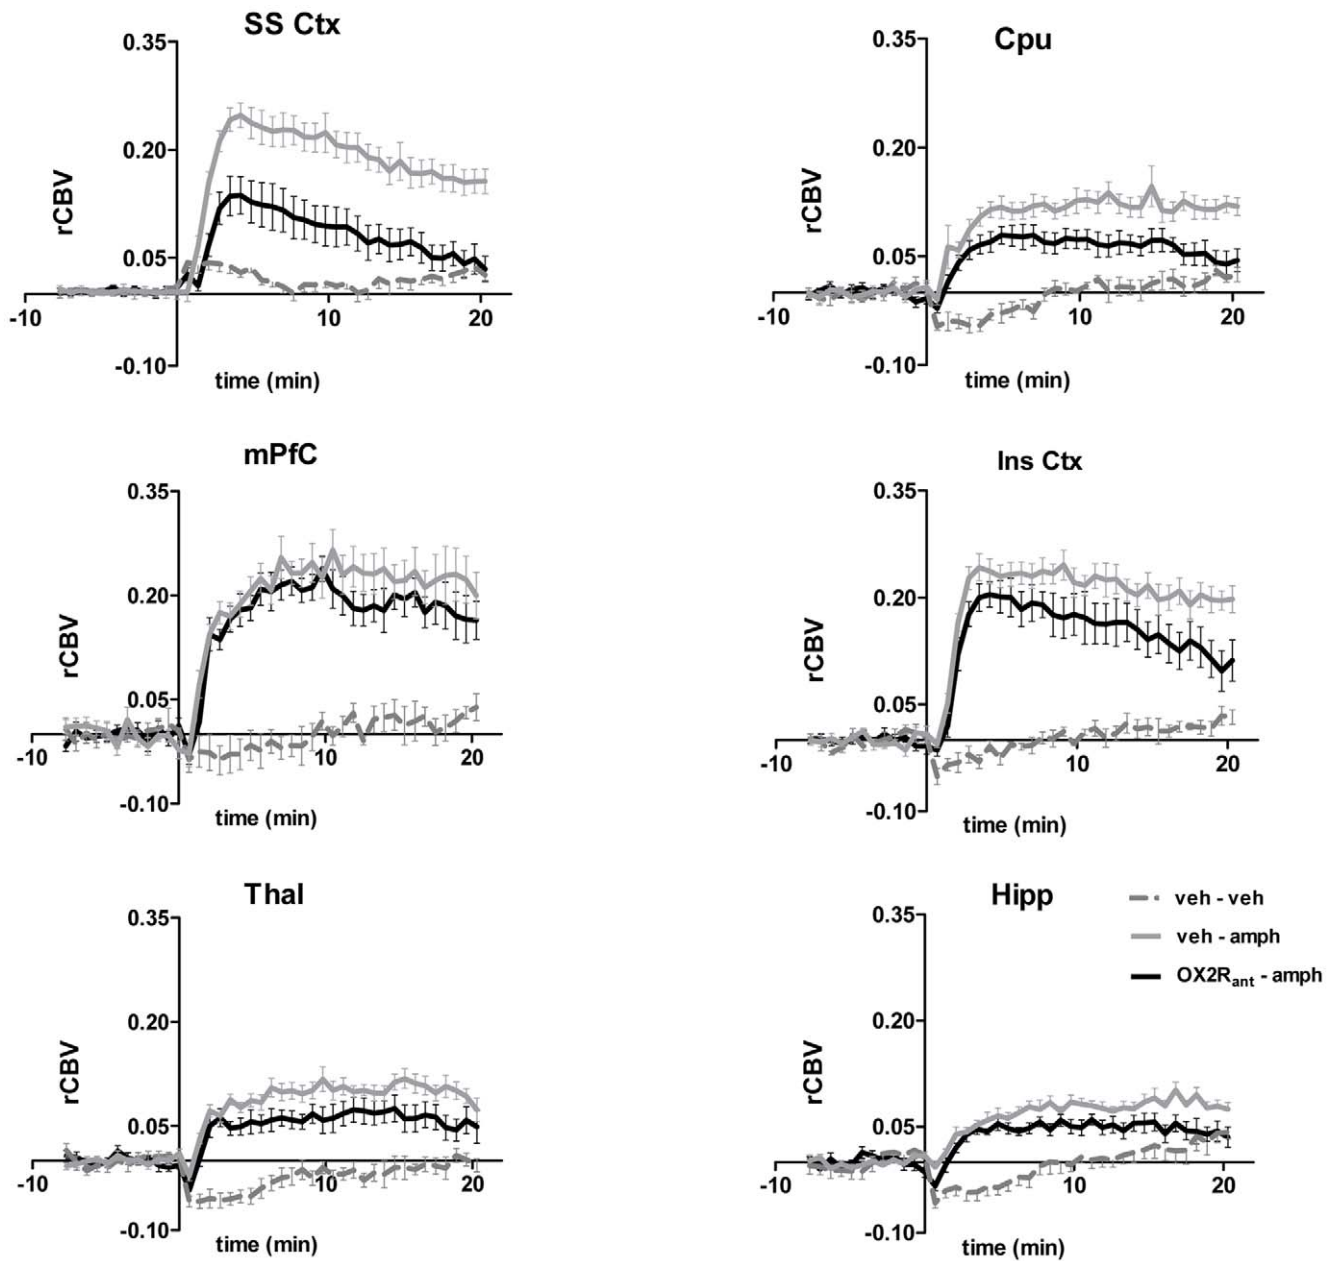 SS Ctx
0.35
0.20
0.05
-0.10
-10
10
20
rCBV
time (min)
Cpu
0.35
0.20
0.05
-0.10
-10
10
20
rCBV
time (min)
mPfC
0.35
0.20
0.05
-0.10
-10
10
20
rCBV
time (min)
Ins Ctx
0.35
0.20
0.05
-0.10
-10
10
20
rCBV
time (min)
Thal
0.35
0.20
0.05
-0.10
-10
10
20
rCBV
time (min)
Hipp
0.35
0.20
0.05
-0.10
-10
10
20
rCBV
time (min)
veh - veh
veh - amph
OX2Rant - amph